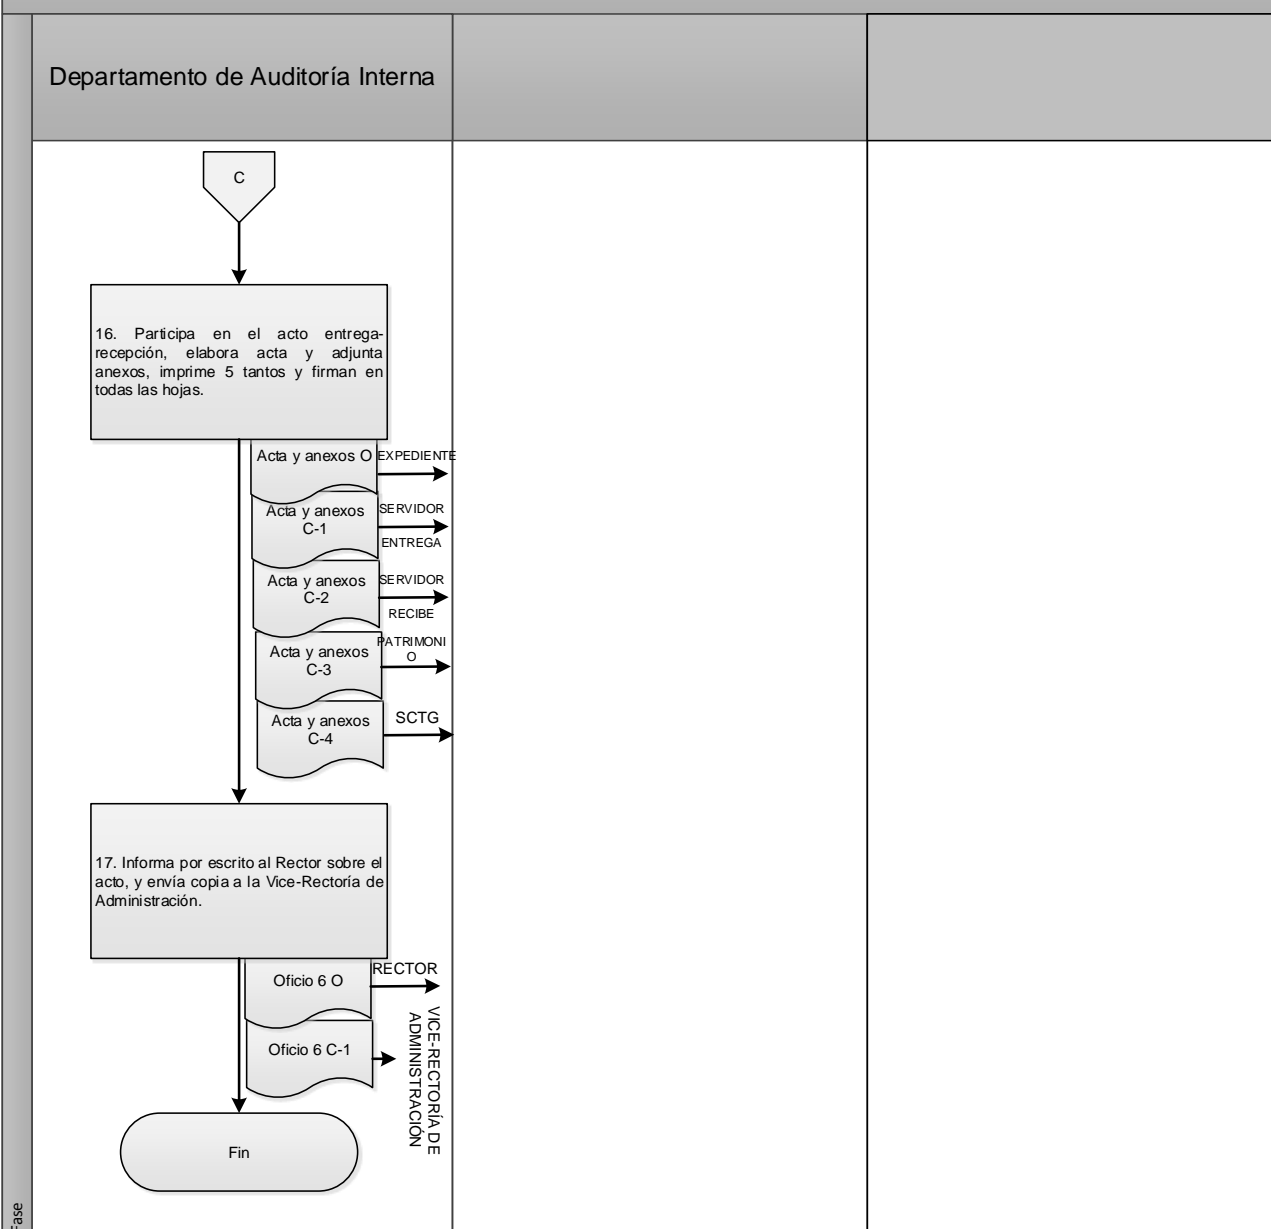 Departamento de Auditoría Interna
C
16. Participa en el acto entrega-
recepción, elabora acta y adjunta
anexos, imprime 5 tantos y firman en
todas las hojas.
Acta y anexos O
EXPEDIENTE
Acta y anexos
C-1
SERVIDOR
ENTREGA
Acta y anexos
C-2
SERVIDOR
RECIBE
Acta y anexos
C-3
PATRIMONI
O
Acta y anexos
C-4
SCTG
17. Informa por escrito al Rector sobre el
acto, y envía copia a la Vice-Rectoría de
Administración.
Oficio 6 O
RECTOR
Oficio 6 C-1
VICE-RECTORÍA DE
ADMINISTRACIÓN
Fin
Fase